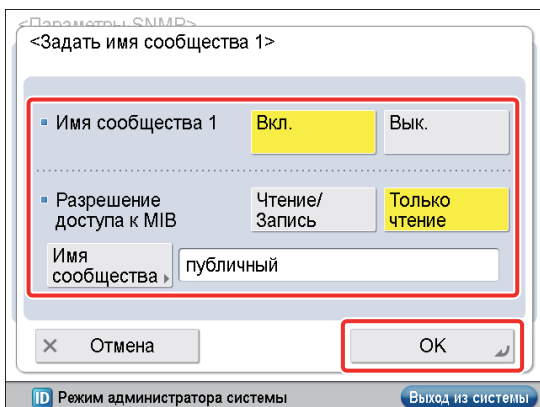 <Параметры SNMP>
<Задать имя сообщества 1>
Имя сообщества 1
Вкл.
Вык.
Разрешение
доступа к MIB
Чтение/
Запись
Только
чтение
Имя
сообщества
публичный
Отмена
OK
ID Режим администратора системы
Выход из системы